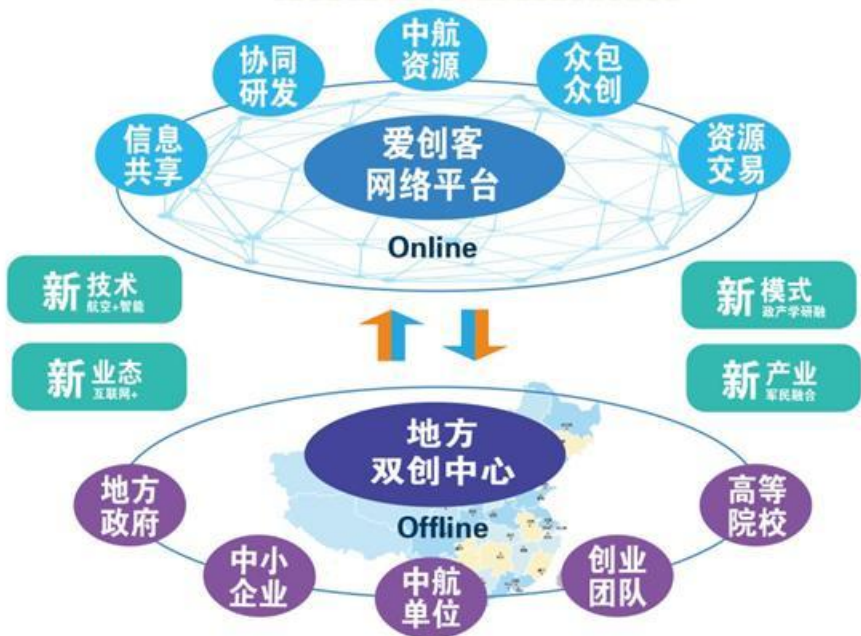 中航
资源
协同
研发
众包
众创
信息
共享
资源
交易
爱创客
网络平台
Online
新 技术
航空+智能
新 模式
政产学研融
新 业态
互联网+
新 产业
军民融合
地方
双创中心
Offline
地方
政府
高等
院校
中小
企业
创业
团队
中航
单位